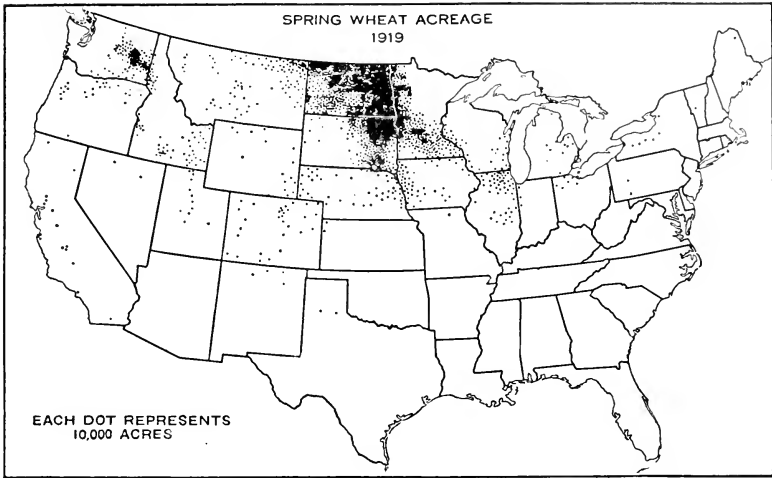 SPRING WHEAT ACREAGE
1919
EACH DOT REPRESENTS
10,000 ACRES